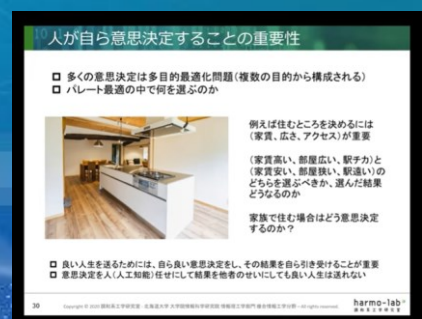 人が自ら意思決定することの重要性
多くの意思決定は多目的最適化問題(複数の目的から構成される)
パレート最適の中で何を選ぶのか
例えば住むところを決めるには
(家賃、広さ、アクセス)が重要
(家賃高い、部屋広い、駅チカ)と
(家賃安い、部屋狭い、駅遠い)の
どちらを選ぶべきか、選んだ結果
どうなるのか
家族で住む場合はどう意思決定
するのか?
良い人生を送るためには、自ら良い意思決定をし、その結果を自ら引き受けることが重要
意思決定を人(人工知能)任せにして結果を他者のせいにしても良い人生は送れない
30
harmo-lab
調和系工学研究室